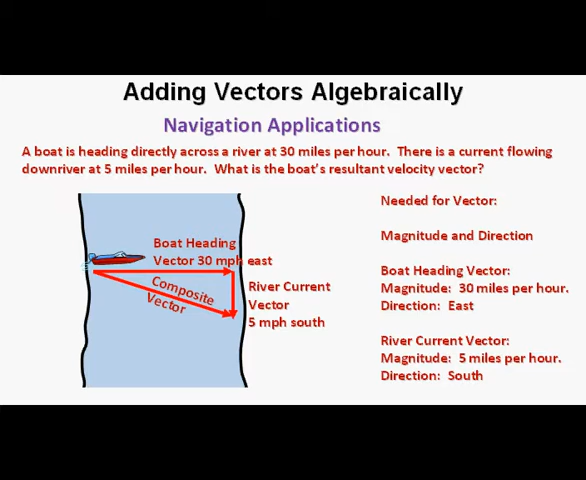 Adding Vectors Algebraically
Navigation Applications
A boat is heading directly across a river at 30 miles per hour. There is a current flowing
downriver at 5 miles per hour. What is the boat's resultant velocity vector?
Boat Heading
Vector 30 mph east
Composite
Vector
River Current
Vector
5 mph south
Needed for Vector:
Magnitude and Direction
Boat Heading Vector:
Magnitude: 30 miles per hour.
Direction: East
River Current Vector:
Magnitude: 5 miles per hour.
Direction: South